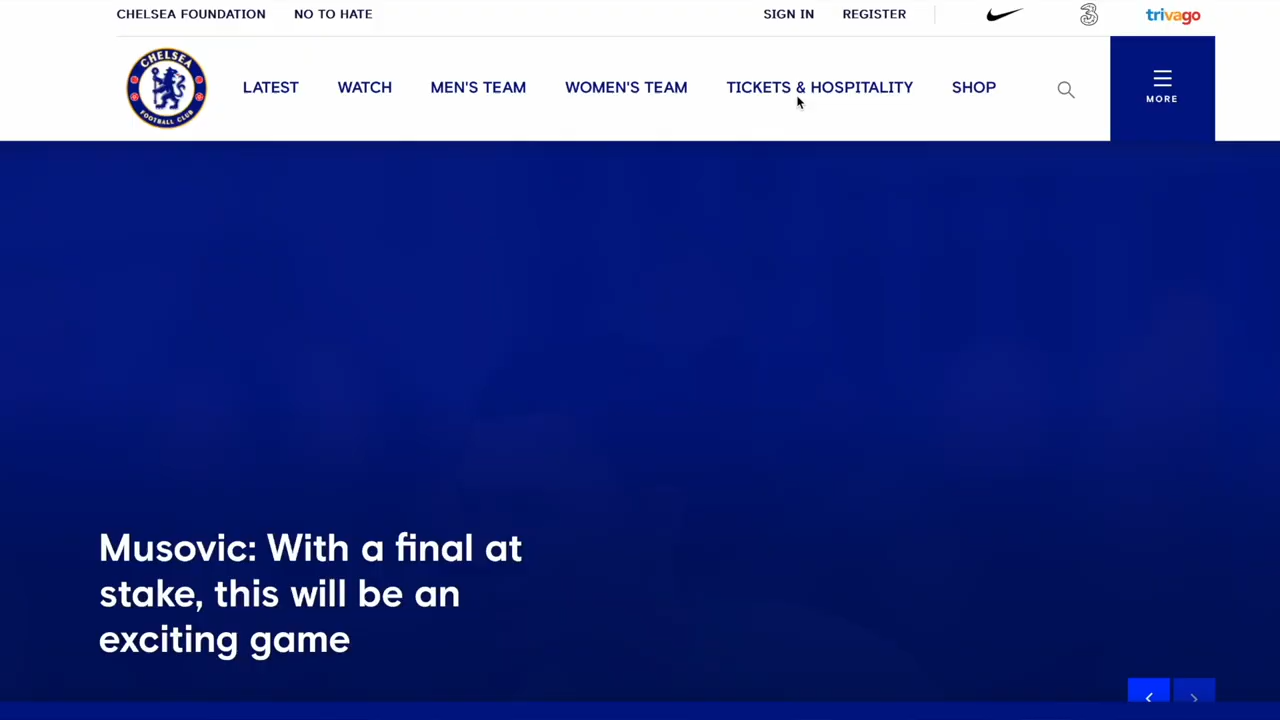 CHELSEA FOUNDATION NO TO HATE SIGN IN REGISTER 3 trivago
CHELSEA
FOOTBALL CLUB
LATEST WATCH MEN'S TEAM WOMEN'S TEAM TICKETS & HOSPITALITY SHOP
MORE
Musovic: With a final at
stake, this will be an
exciting game